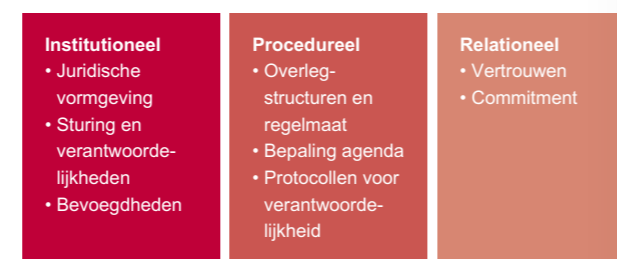 Institutioneel
• Juridische
vormgeving
• Sturing en
verantwoorde-
lijkheden
• Bevoegdheden
Procedureel
• Overleg-
structuren en
regelmaat
• Bepaling agenda
• Protocollen voor
verantwoorde-
lijkheid
Relationeel
• Vertrouwen
• Commitment